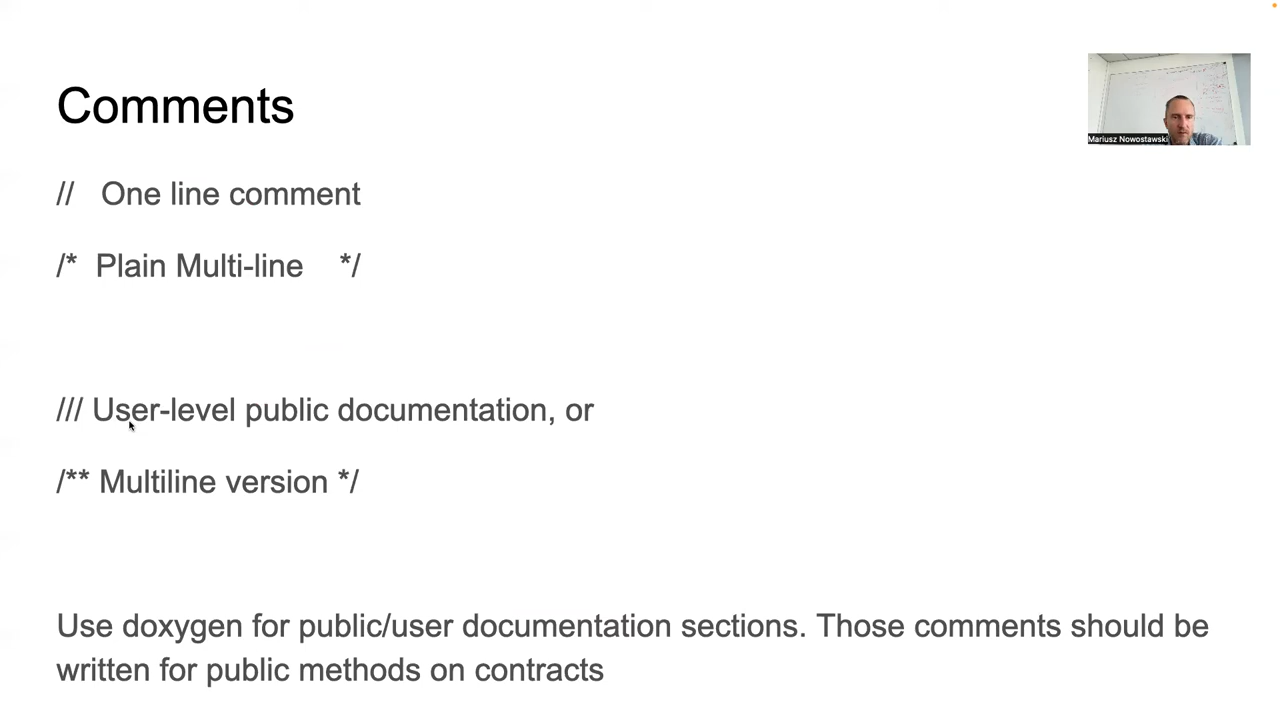 Comments
Mariusz Nowostawski
// One line comment
/* Plain Multi-line */
/// User-level public documentation, or
/** Multiline version */
Use doxygen for public/user documentation sections. Those comments should be
written for public methods on contracts